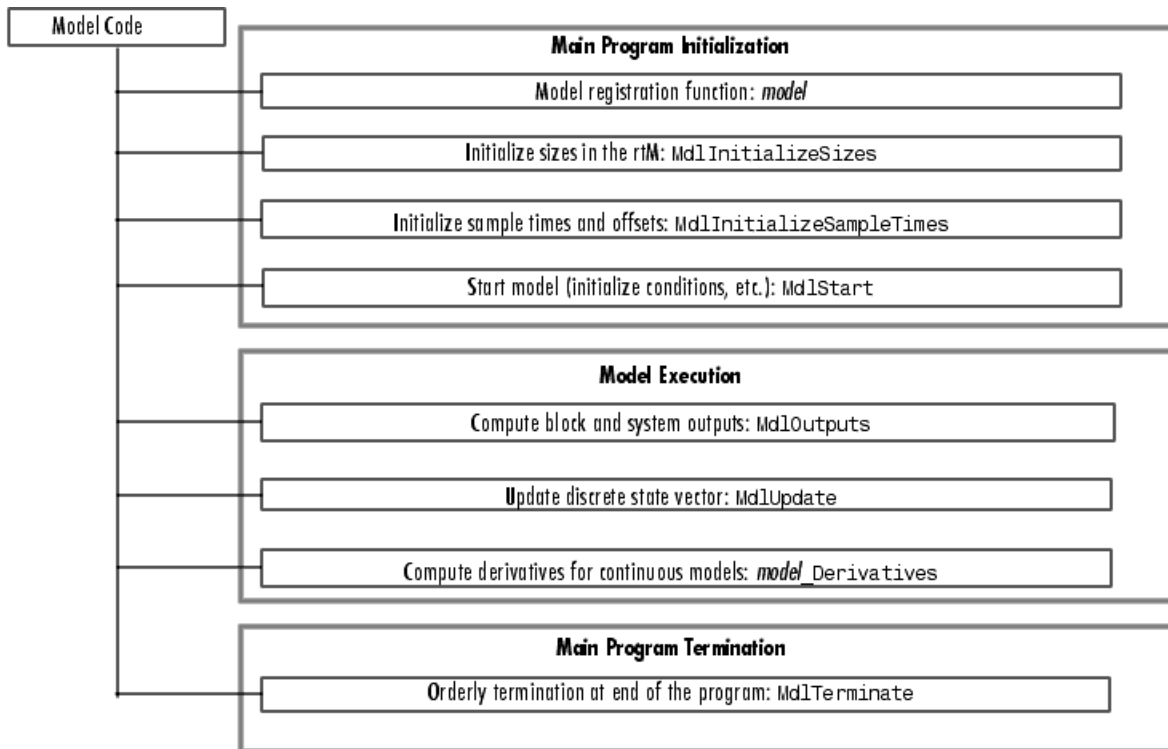 Model Code
Main Program Initialization
Model registration function: model
Initialize sizes in the rtM: MdlInitializeSizes
Initialize sample times and offsets: MdlInitializeSampleTimes
Start model (initialize conditions, etc.): MdlStart
Model Execution
Compute block and system outputs: MdlOutputs
Update discrete state vector: MdlUpdate
Compute derivatives for continuous models: model_Derivatives
Main Program Termination
Orderly termination at end of the program: MdlTerminate